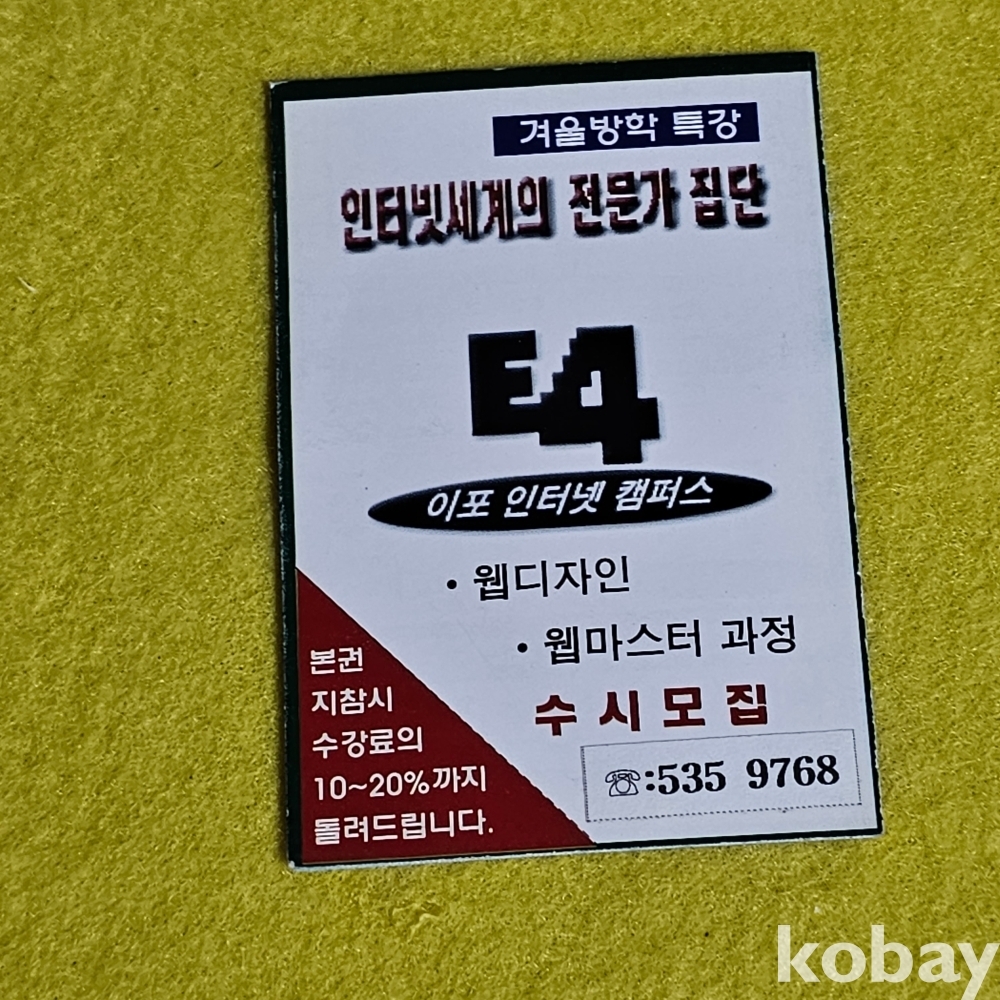 겨울방학 특강
인터넷세계의 전문가 집단
E4
이포 인터넷 캠퍼스
• 웹디자인
• 웹마스터 과정
수시모집
☏:535 9768
본권
지참시
수강료의
10~20%까지
돌려드립니다.
kobay